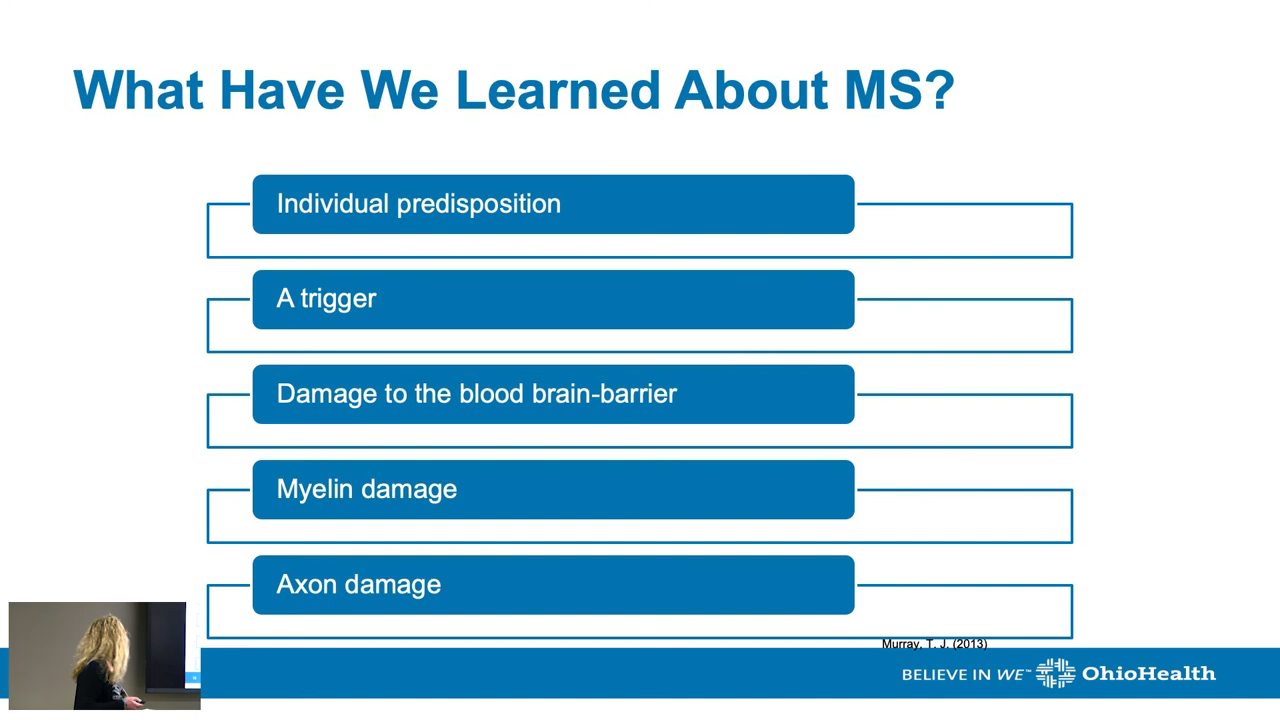 What Have We Learned About MS?
Individual predisposition
A trigger
Damage to the blood brain-barrier
Myelin damage
Axon damage
Murray, T. J. (2013)
BELIEVE IN WE™ OhioHealth